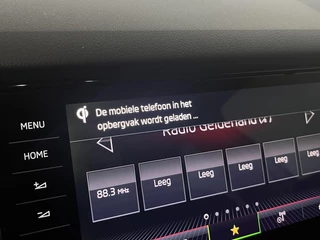 De mobiele telefoon in het
opbergvak wordt geladen ...
MENU
Radio Gelderland
HOME
88.3 MHz
Leeg
Leeg
Leeg
Leeg
Leeg